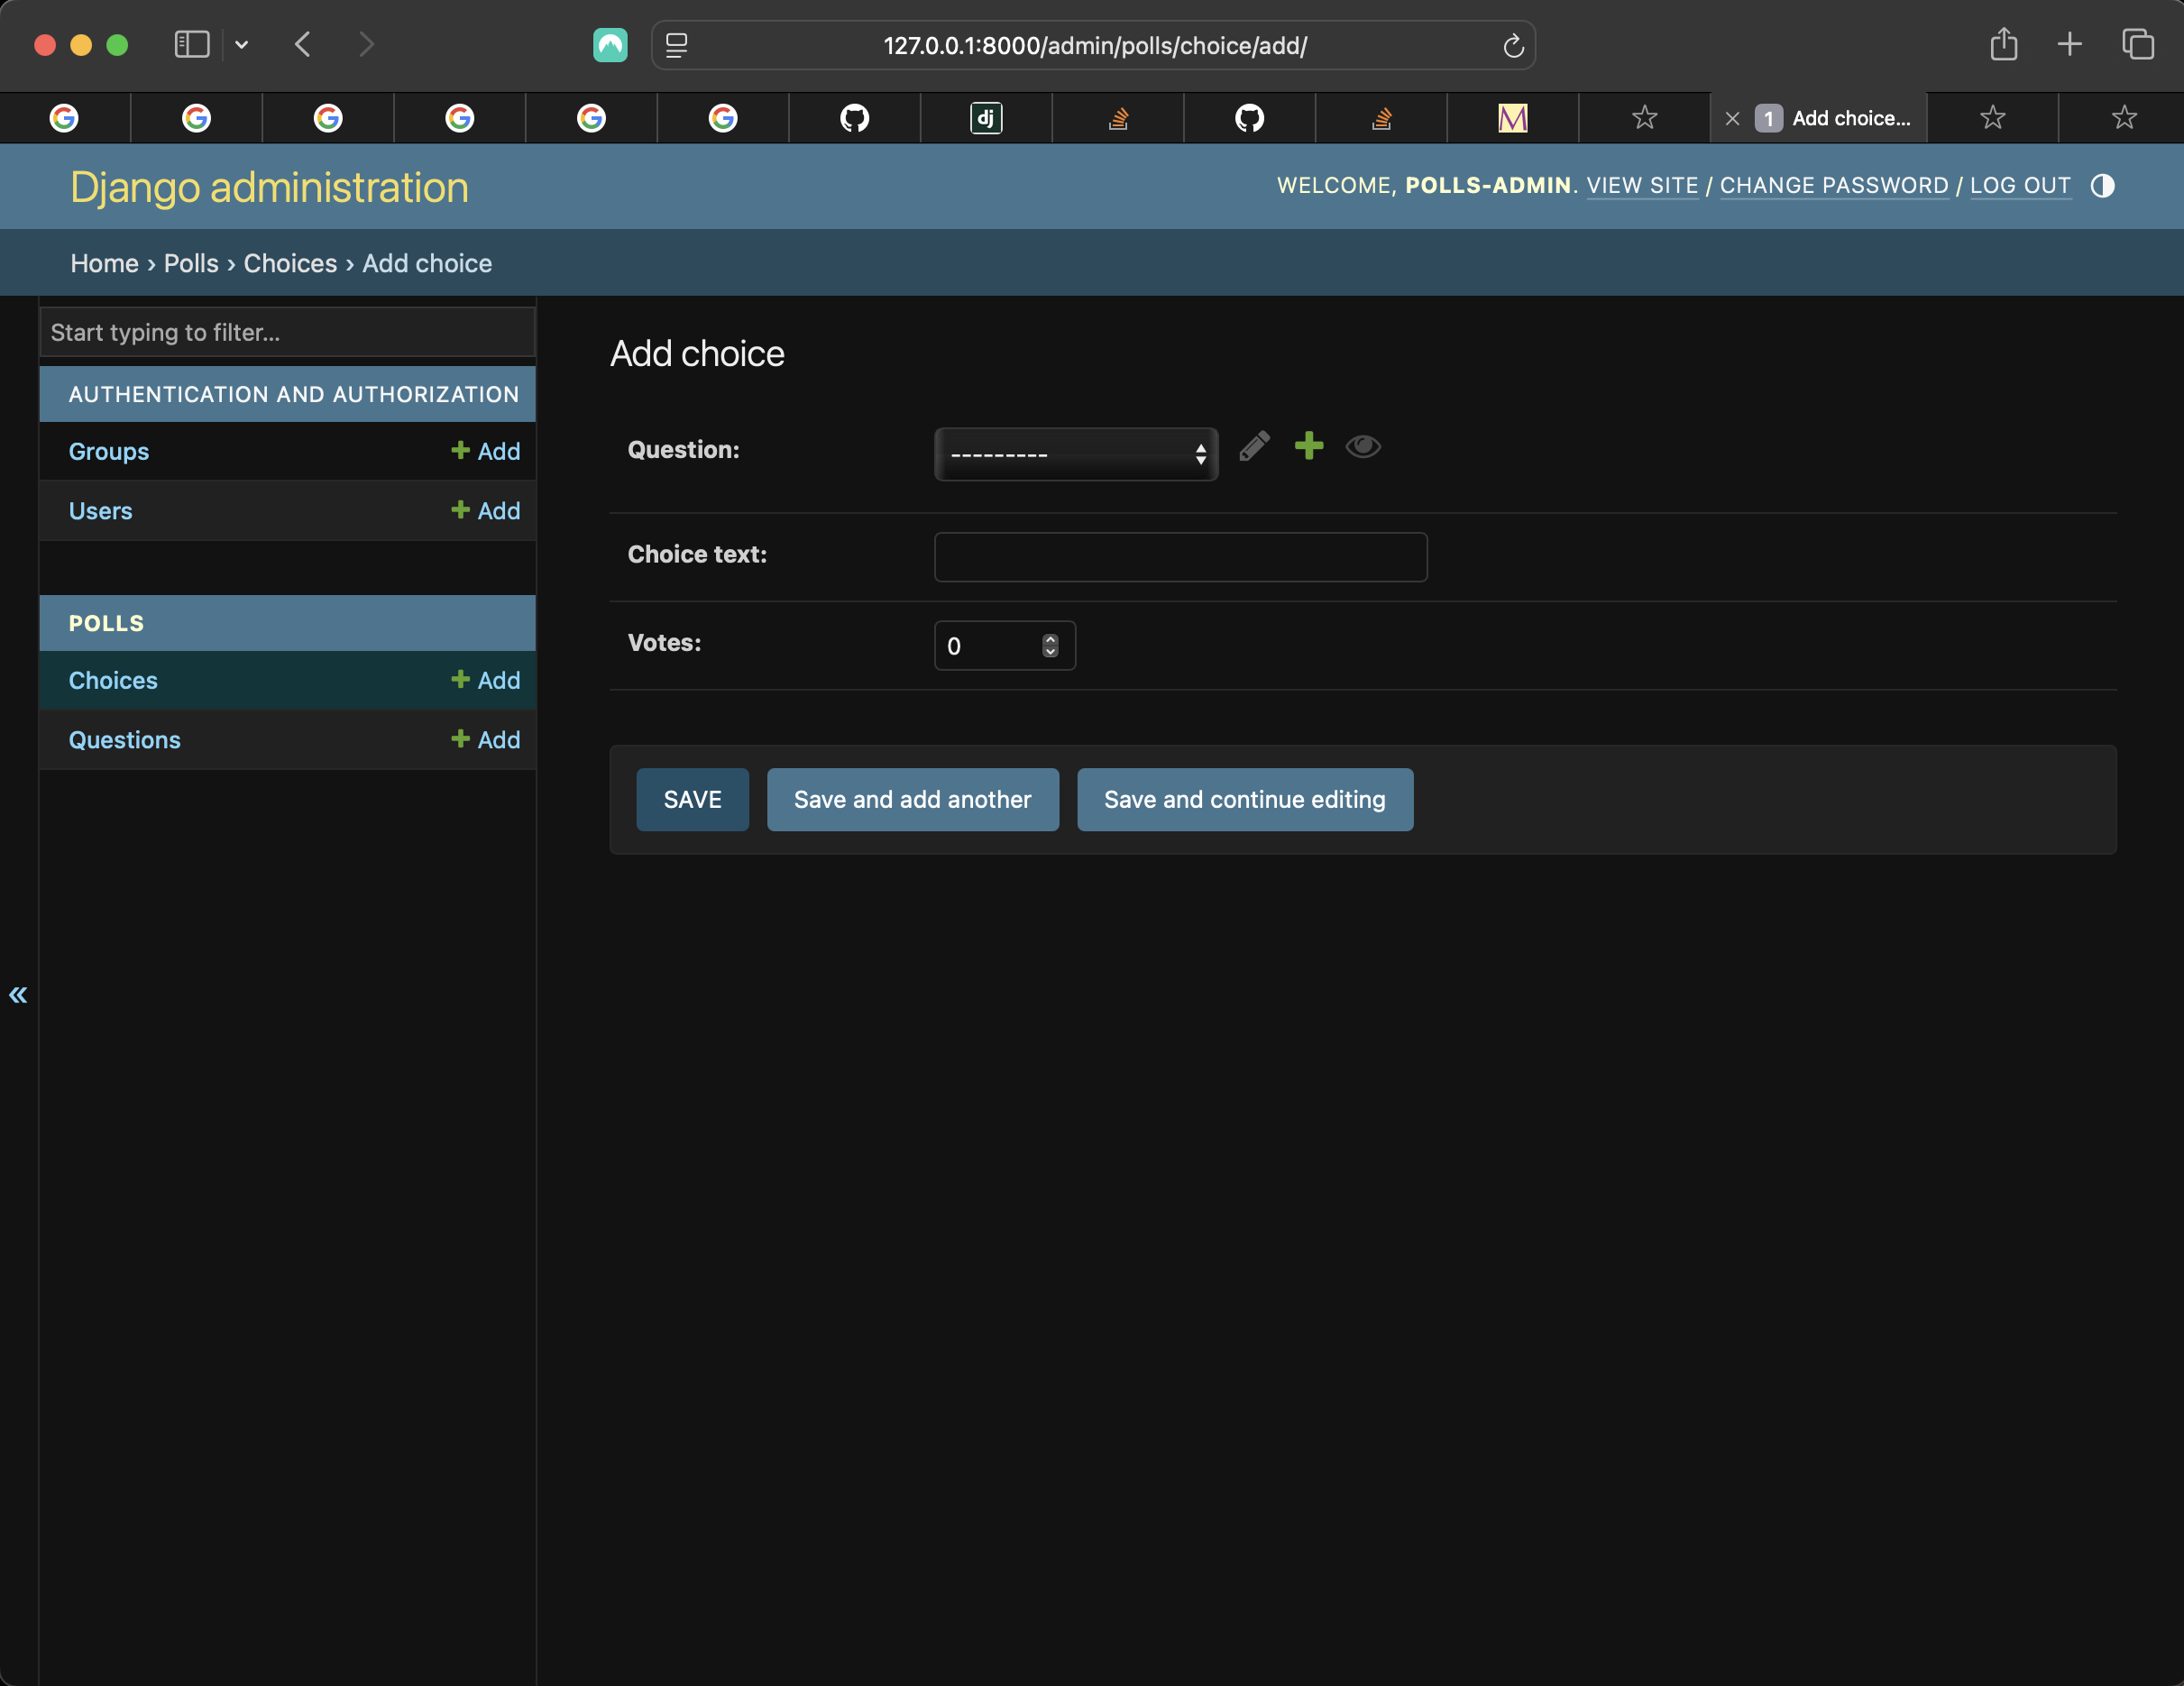 127.0.0.1:8000/admin/polls/choice/add/
dj
1 Add choice...
Django administration
WELCOME, POLLS-ADMIN. VIEW SITE / CHANGE PASSWORD / LOG OUT
Home › Polls › Choices › Add choice
Start typing to filter...
AUTHENTICATION AND AUTHORIZATION
Groups + Add
Users + Add
POLLS
Choices + Add
Questions + Add
«
Add choice
Question: ---------
Choice text:
Votes: 0
SAVE Save and add another Save and continue editing